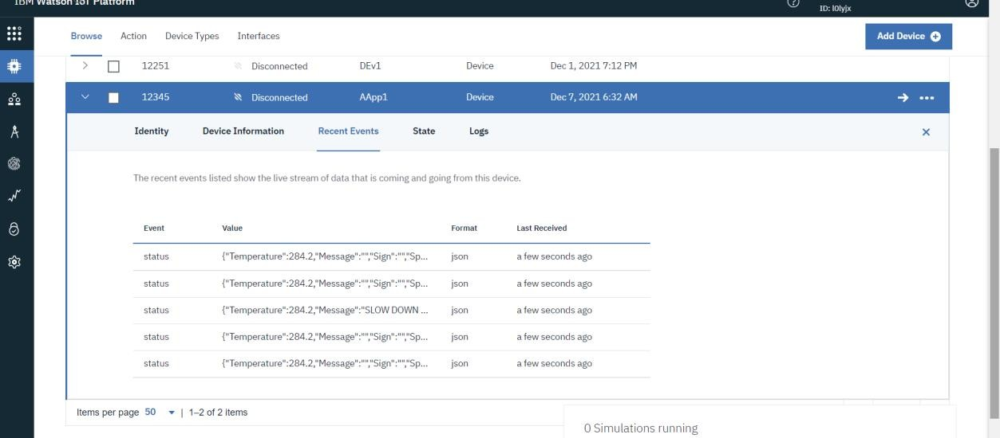 IBM Watson IoT Platform
ID: l0lyjx
Browse Action Device Types Interfaces Add Device
12251 Disconnected DEv1 Device Dec 1, 2021 7:12 PM
12345 Disconnected AApp1 Device Dec 7, 2021 6:32 AM
Identity Device Information Recent Events State Logs
The recent events listed show the live stream of data that is coming and going from this device.
Event Value Format Last Received
status {"Temperature":284.2,"Message":"","Sign":"","Sp... json a few seconds ago
status {"Temperature":284.2,"Message":"","Sign":"","Sp... json a few seconds ago
status {"Temperature":284.2,"Message":"SLOW DOWN ... json a few seconds ago
status {"Temperature":284.2,"Message":"","Sign":"","Sp... json a few seconds ago
status {"Temperature":284.2,"Message":"","Sign":"","Sp... json a few seconds ago
Items per page 50 | 1–2 of 2 items
0 Simulations running